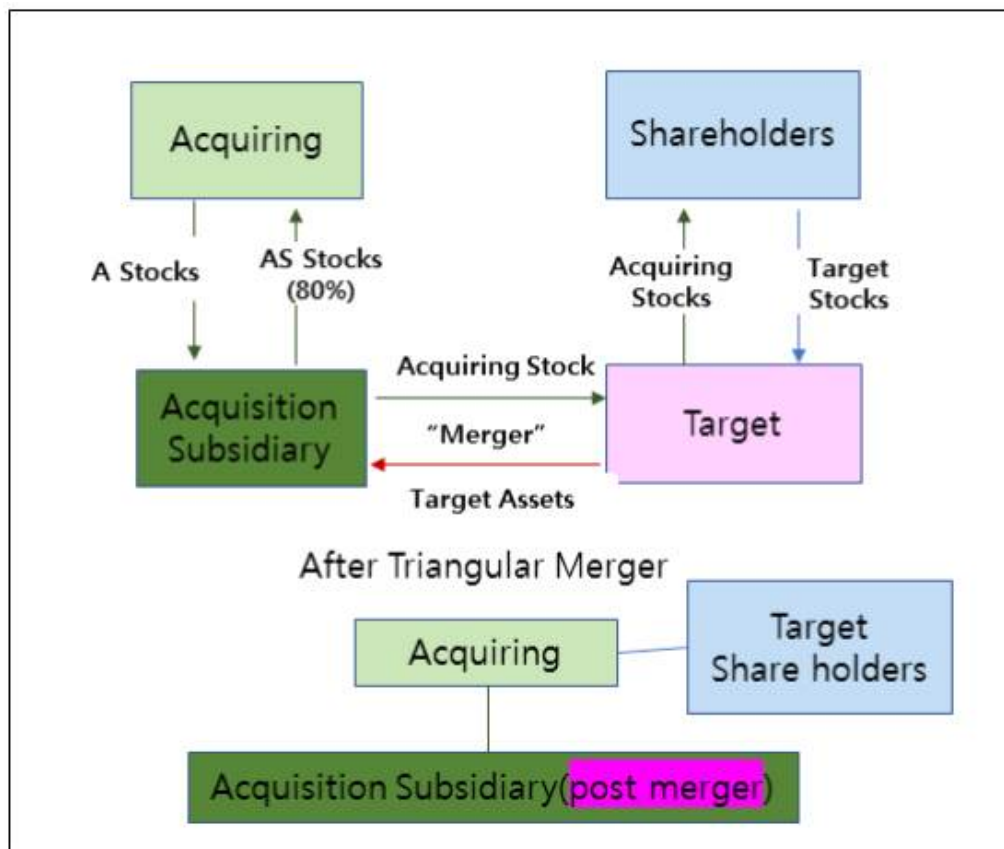 Acquiring
Shareholders
A Stocks
AS Stocks
(80%)
Acquiring
Stocks
Target
Stocks
Acquisition
Subsidiary
Acquiring Stock
“Merger”
Target Assets
Target
After Triangular Merger
Acquiring
Target
Share holders
Acquisition Subsidiary(post merger)